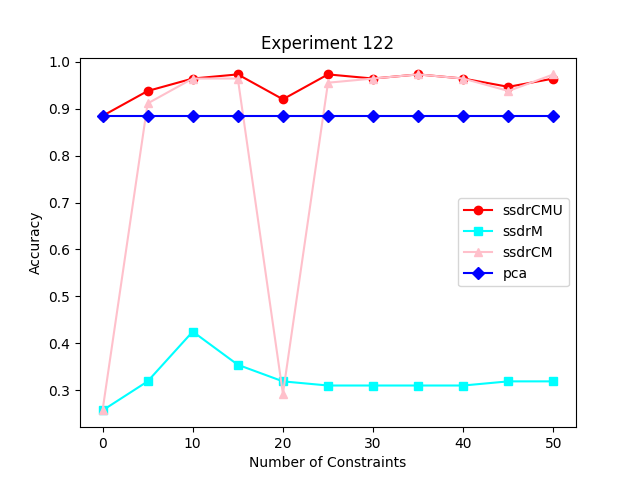 Experiment 122
1.0
0.9
0.8
0.7
0.6
0.5
0.4
0.3
Accuracy
ssdrCMU
ssdrM
ssdrCM
pca
0 10 20 30 40 50
Number of Constraints